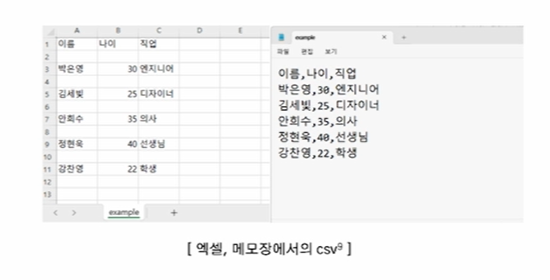 A B C D E
1 이름 나이 직업
2
3 박은영 30 엔지니어
4
5 김세빛 25 디자이너
6
7 안희수 35 의사
8
9 정현욱 40 선생님
10
11 강찬영 22 학생
12
13
< > example +
example × +
파일 편집 보기
이름,나이,직업
박은영,30,엔지니어
김세빛,25,디자이너
안희수,35,의사
정현욱,40,선생님
강찬영,22,학생
[ 엑셀, 메모장에서의 csv⁹ ]